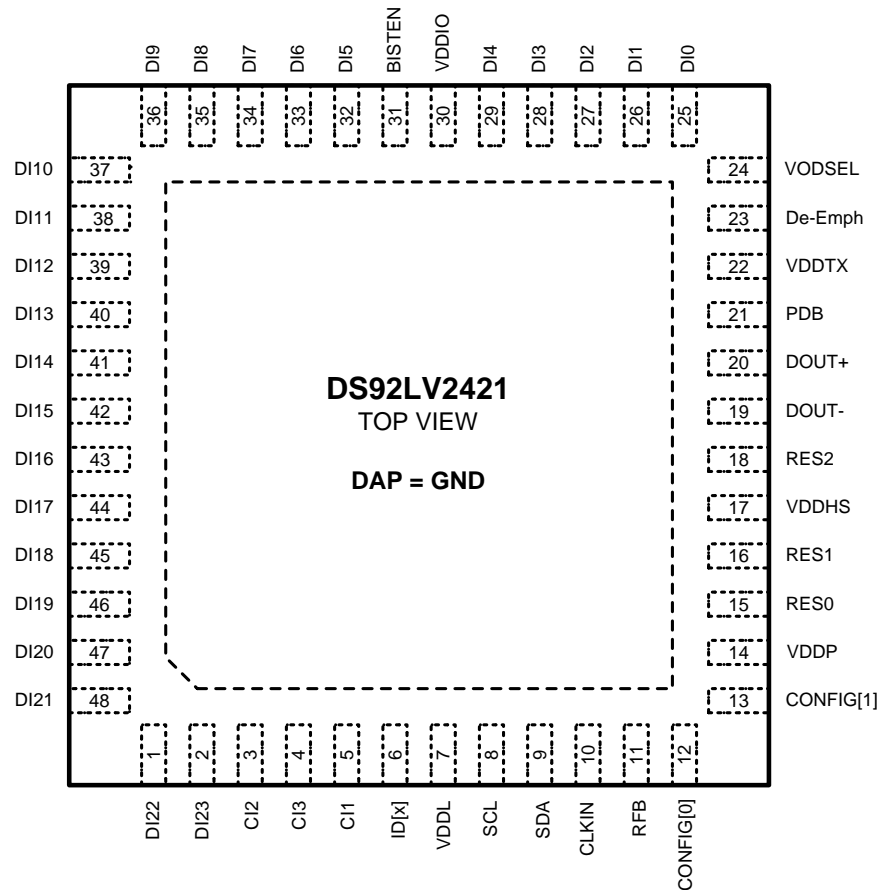 DI9 DI8 DI7 DI6 DI5 BISTEN VDDIO DI4 DI3 DI2 DI1 DI0
36 35 34 33 32 31 30 29 28 27 26 25
DI10 37 24 VODSEL
DI11 38 23 De-Emph
DI12 39 22 VDDTX
DI13 40 21 PDB
DI14 41 20 DOUT+
DS92LV2421
DI15 42 19 DOUT-
TOP VIEW
DI16 43 18 RES2
DAP = GND
DI17 44 17 VDDHS
DI18 45 16 RES1
DI19 46 15 RES0
DI20 47 14 VDDP
DI21 48 13 CONFIG[1]
1 2 3 4 5 6 7 8 9 10 11 12
DI22 DI23 CI2 CI3 CI1 ID[x] VDDL SCL SDA CLKIN RFB CONFIG[0]